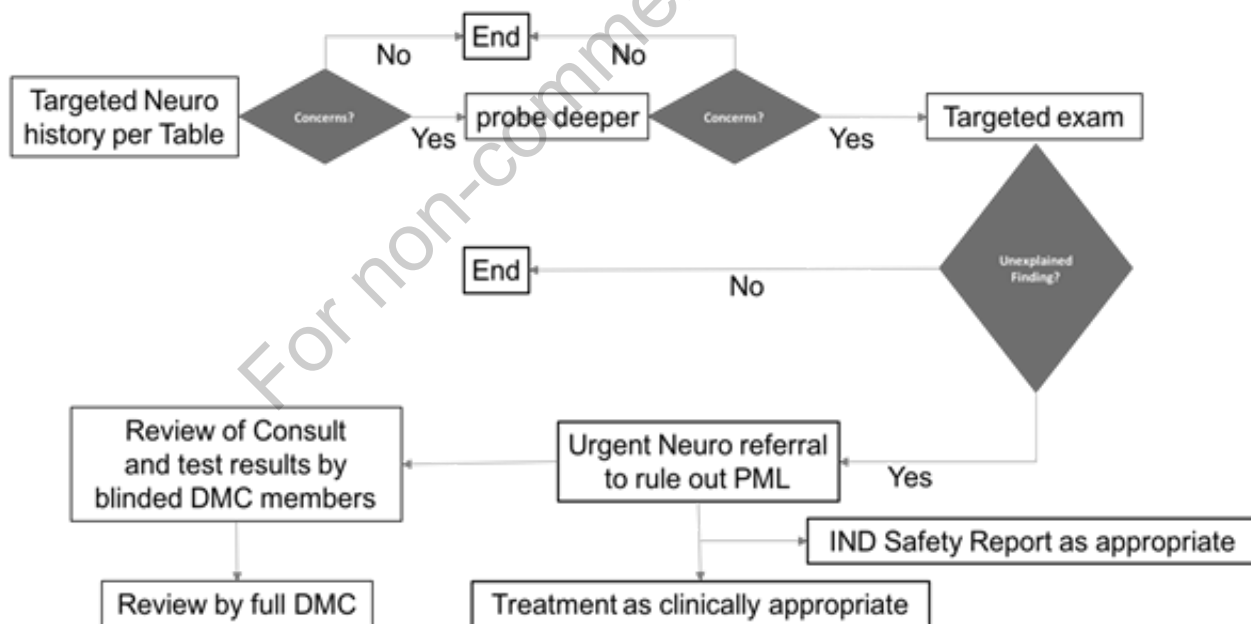 End
No
No
Targeted Neuro
history per Table
Concerns?
Yes
probe deeper
Concerns?
Yes
Targeted exam
Unexplained
Finding?
End
No
Review of Consult
and test results by
blinded DMC members
Urgent Neuro referral
to rule out PML
Yes
IND Safety Report as appropriate
Review by full DMC
Treatment as clinically appropriate
For non-comme